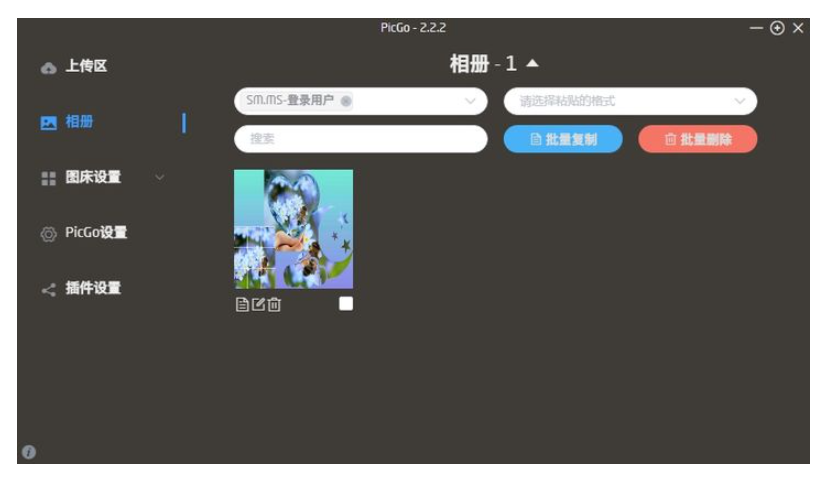 PicGo - 2.2.2
上传区
相册
图床设置
PicGo设置
插件设置
相册 - 1
SM.MS-登录用户
请选择粘贴的格式
搜索
批量复制
批量删除